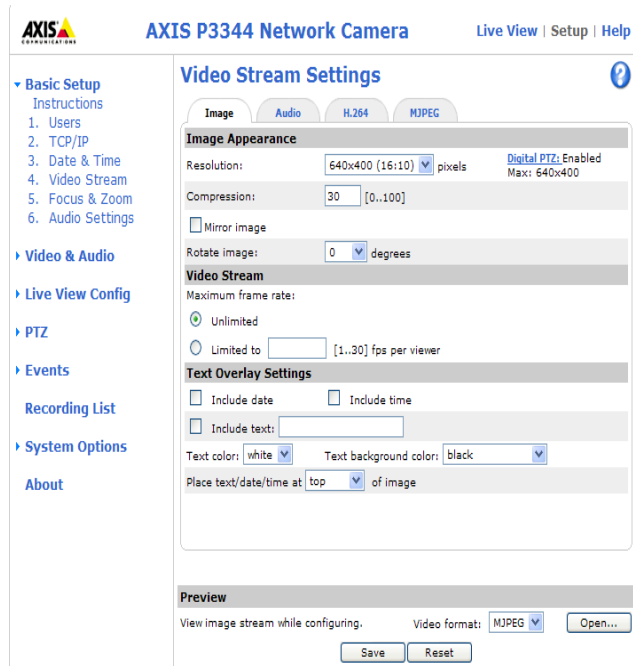 AXIS
COMMUNICATIONS
AXIS P3344 Network Camera
Live View | Setup | Help
Basic Setup
Instructions
1. Users
2. TCP/IP
3. Date & Time
4. Video Stream
5. Focus & Zoom
6. Audio Settings
Video & Audio
Live View Config
PTZ
Events
Recording List
System Options
About
Video Stream Settings
?
Image Audio H.264 MJPEG
Image Appearance
Resolution: 640x400 (16:10) pixels Digital PTZ: Enabled
Max: 640x400
Compression: 30 [0..100]
Mirror image
Rotate image: 0 degrees
Video Stream
Maximum frame rate:
Unlimited
Limited to [1..30] fps per viewer
Text Overlay Settings
Include date Include time
Include text:
Text color: white Text background color: black
Place text/date/time at top of image
Preview
View image stream while configuring. Video format: MJPEG Open...
Save Reset